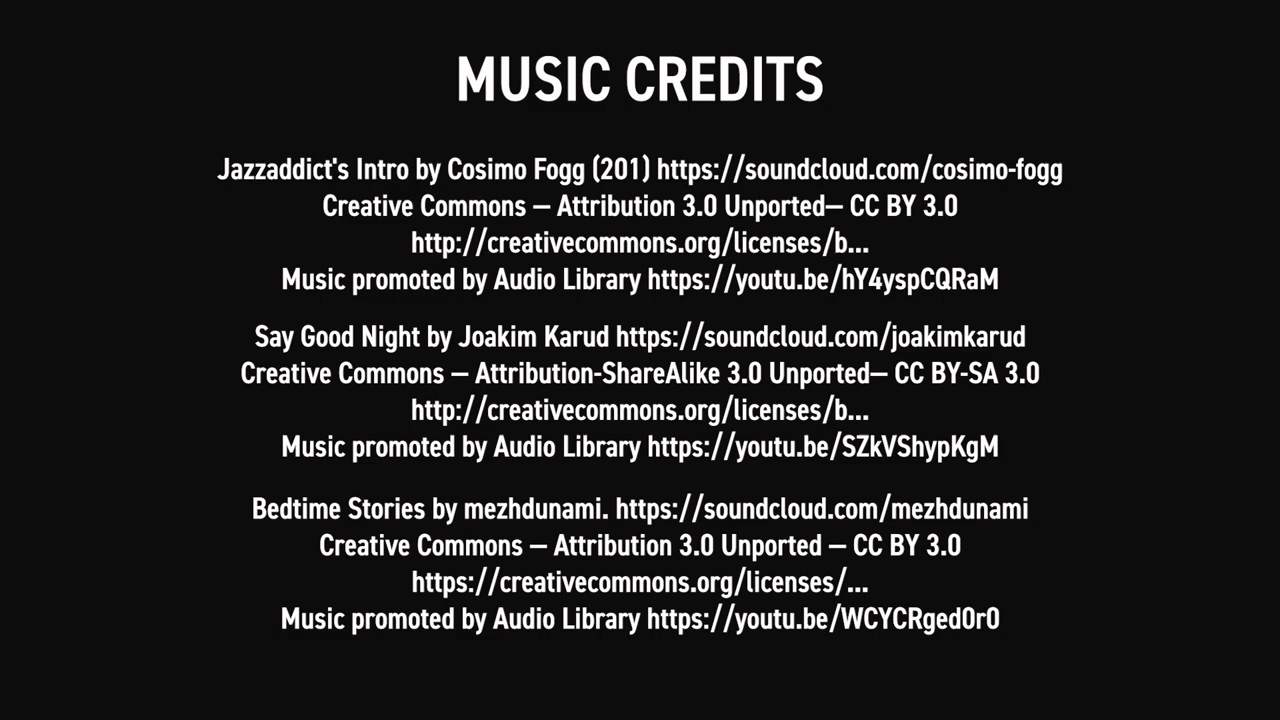 MUSIC CREDITS
Jazzaddict's Intro by Cosimo Fogg (201) https://soundcloud.com/cosimo-fogg
Creative Commons — Attribution 3.0 Unported— CC BY 3.0
http://creativecommons.org/licenses/b...
Music promoted by Audio Library https://youtu.be/hY4yspCQRaM
Say Good Night by Joakim Karud https://soundcloud.com/joakimkarud
Creative Commons — Attribution-ShareAlike 3.0 Unported— CC BY-SA 3.0
http://creativecommons.org/licenses/b...
Music promoted by Audio Library https://youtu.be/SZkVShypKgM
Bedtime Stories by mezhdunami. https://soundcloud.com/mezhdunami
Creative Commons — Attribution 3.0 Unported — CC BY 3.0
https://creativecommons.org/licenses/...
Music promoted by Audio Library https://youtu.be/WCYCRged0r0